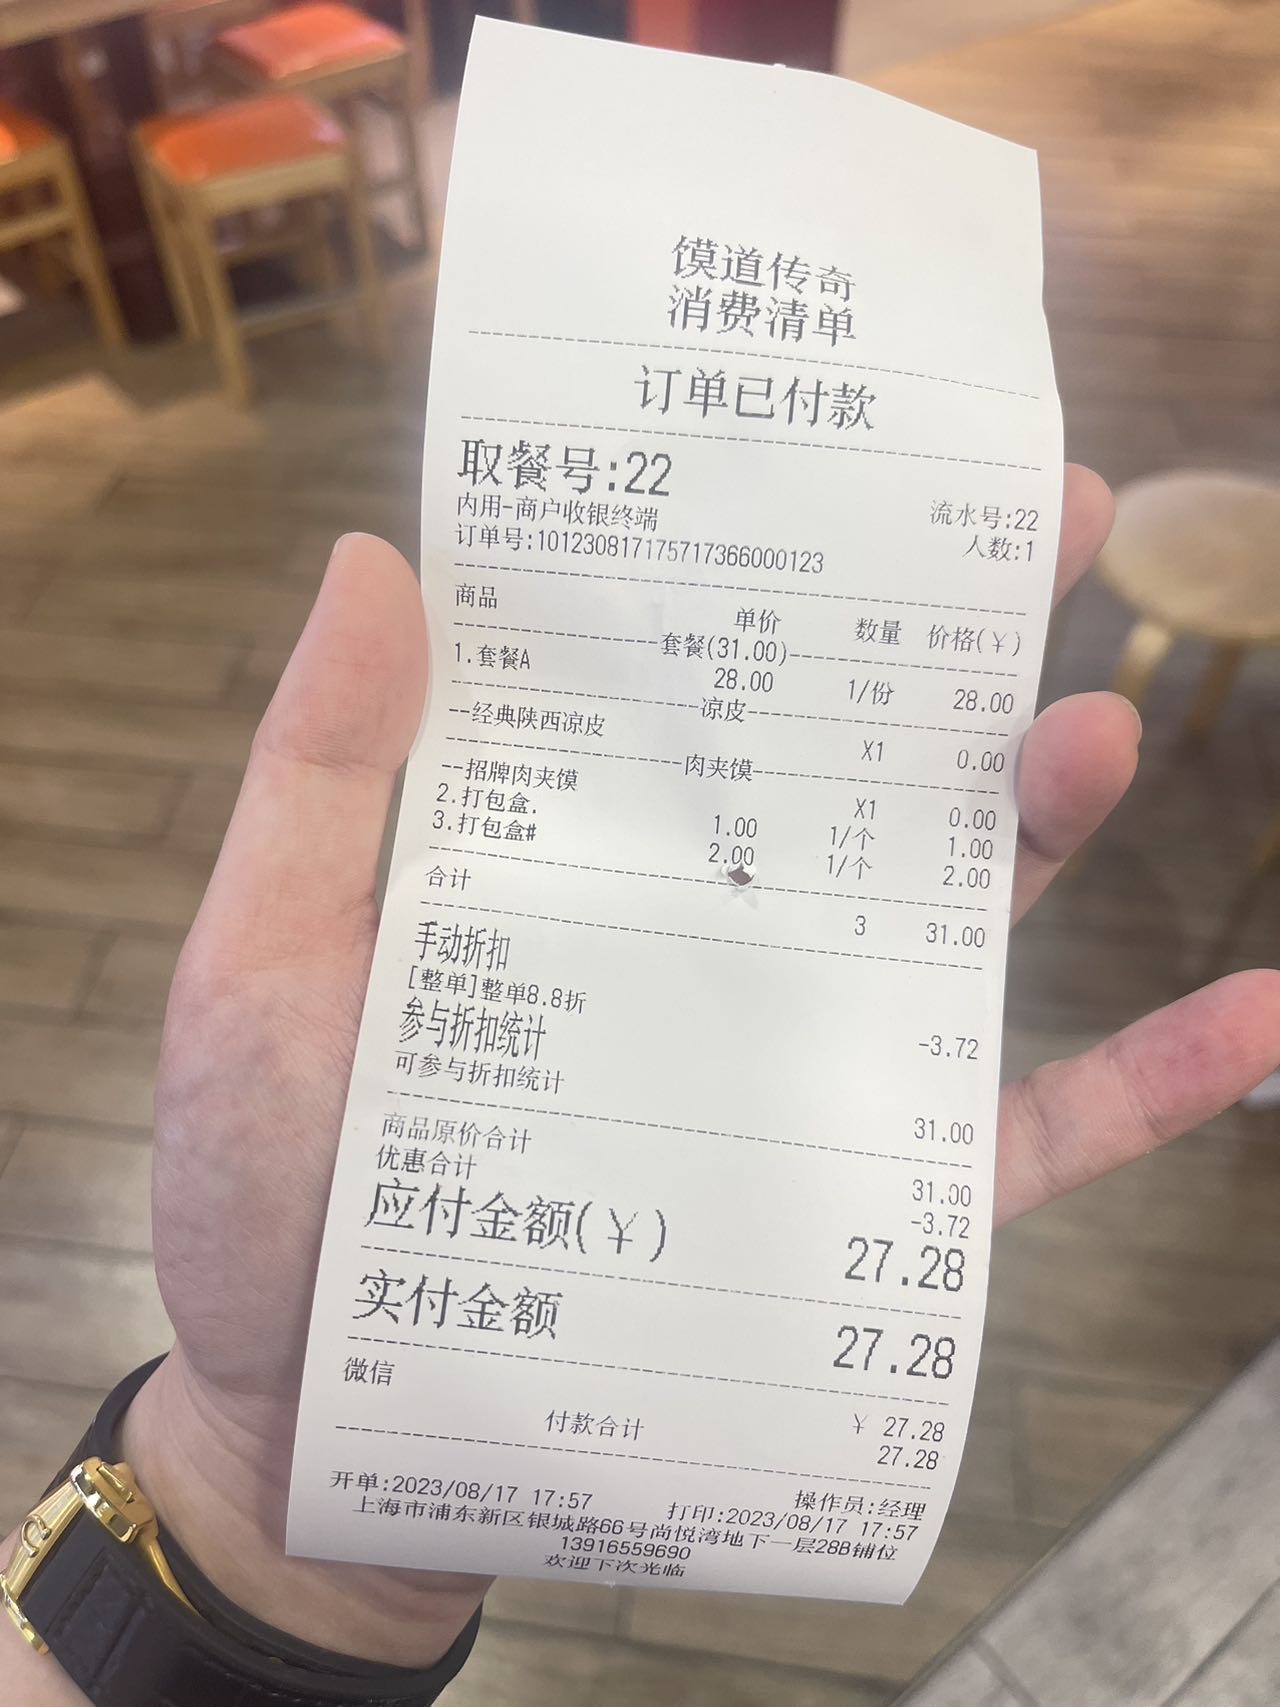 馍道传奇
消费清单
订单已付款
取餐号:22
内用-商户收银终端 流水号:22
订单号:101230817175717366000123 人数:1
商品 单价 数量 价格(￥)
套餐(31.00)
1.套餐A 28.00 1/份 28.00
凉皮
--经典陕西凉皮 X1 0.00
肉夹馍
--招牌肉夹馍 X1 0.00
2.打包盒. 1.00 1/个 1.00
3.打包盒# 2.00 1/个 2.00
合计 3 31.00
手动折扣
[整单]整单8.8折 -3.72
参与折扣统计
可参与折扣统计 31.00
商品原价合计 31.00
优惠合计 -3.72
应付金额(￥) 27.28
实付金额 27.28
微信 ￥ 27.28
付款合计 27.28
操作员:经理
开单:2023/08/17 17:57 打印:2023/08/17 17:57
上海市浦东新区银城路66号尚悦湾地下一层28B铺位
13916559690
欢迎下次光临